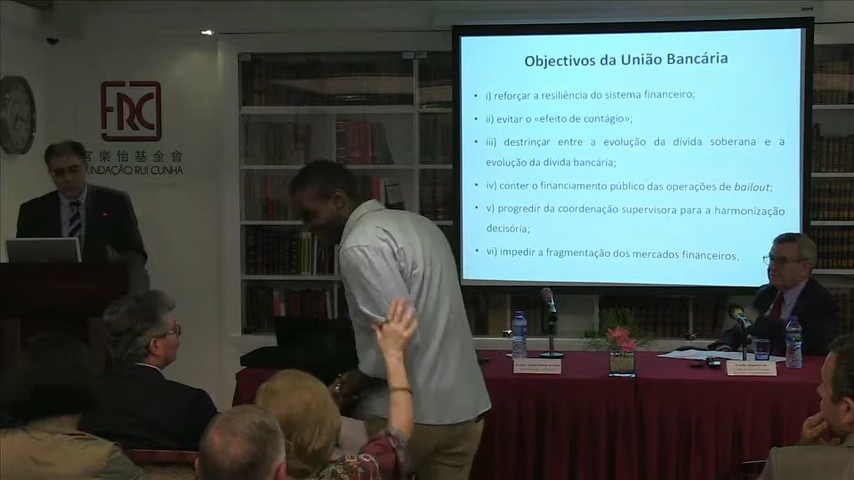 FRC
富樂怡基金會
FUNDAÇÃO RUI CUNHA
Objectivos da União Bancária
• i) reforçar a resiliência do sistema financeiro;
• ii) evitar o «efeito de contágio»;
• iii) destrinçar entre a evolução da dívida soberana e a
evolução da dívida bancária;
• iv) conter o financiamento público das operações de bailout;
• v) progredir da coordenação supervisora para a harmonização
decisória;
• vi) impedir a fragmentação dos mercados financeiros.